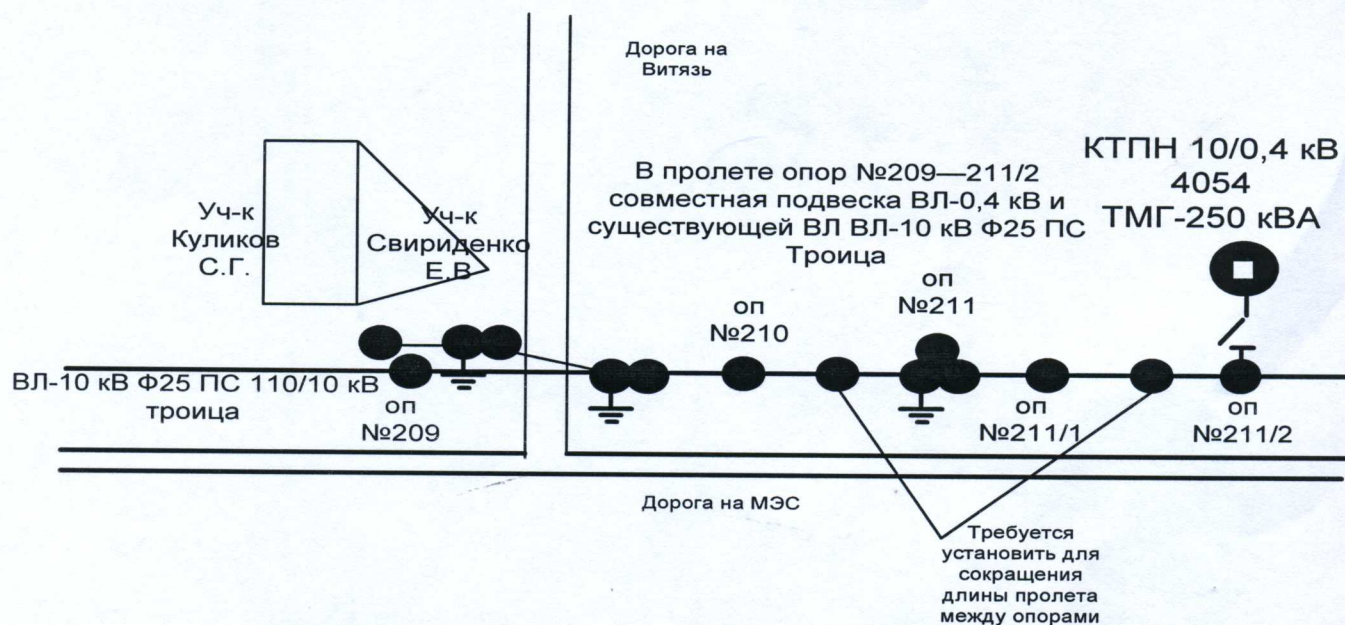 Дорога на
Витязь
КТПН 10/0,4 кВ
4054
ТМГ-250 кВА
В пролете опор №209—211/2
совместная подвеска ВЛ-0,4 кВ и
существующей ВЛ ВЛ-10 кВ Ф25 ПС
Троица
Уч-к
Куликов
С.Г.
Уч-к
Свириденко
Е.В
оп
№210
оп
№211
ВЛ-10 кВ Ф25 ПС 110/10 кВ
троица
оп
№209
оп
№211/1
оп
№211/2
Дорога на МЭС
Требуется
установить для
сокращения
длины пролета
между опорами